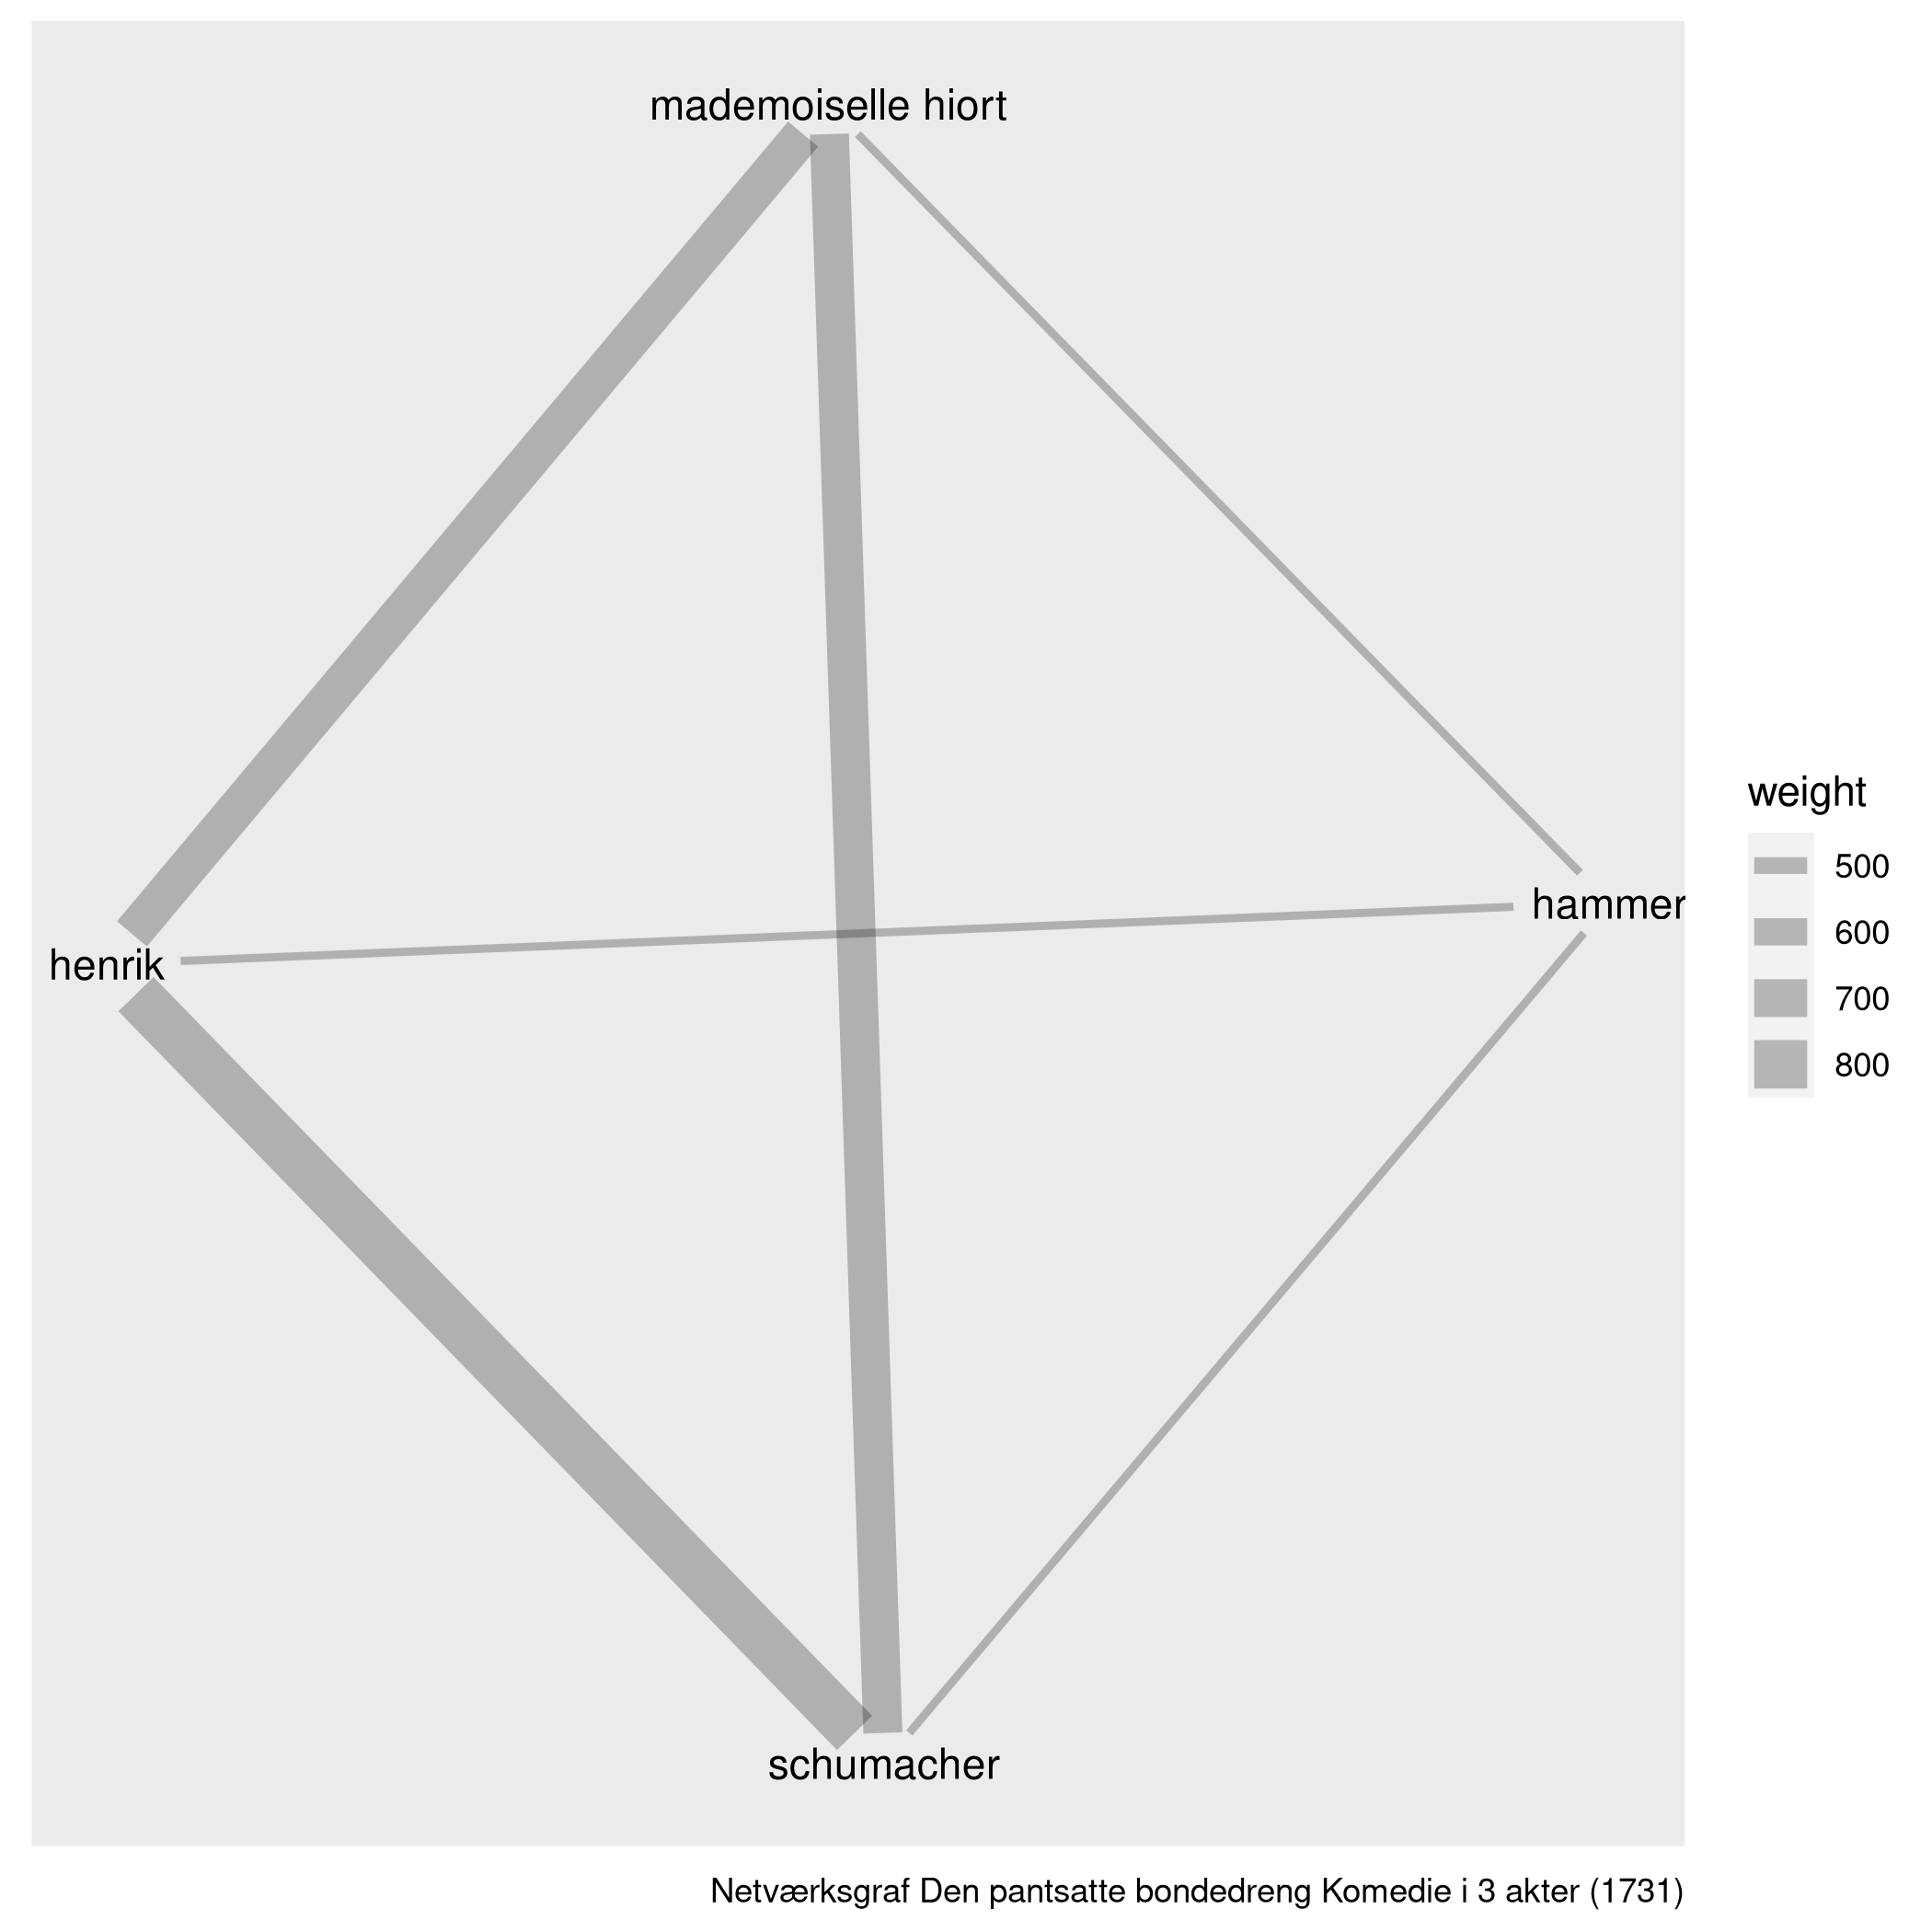 mademoiselle hiort
hammer
henrik
schumacher
weight
500
600
700
800
Netværksgraf Den pantsatte bondedreng Komedie i 3 akter (1731)